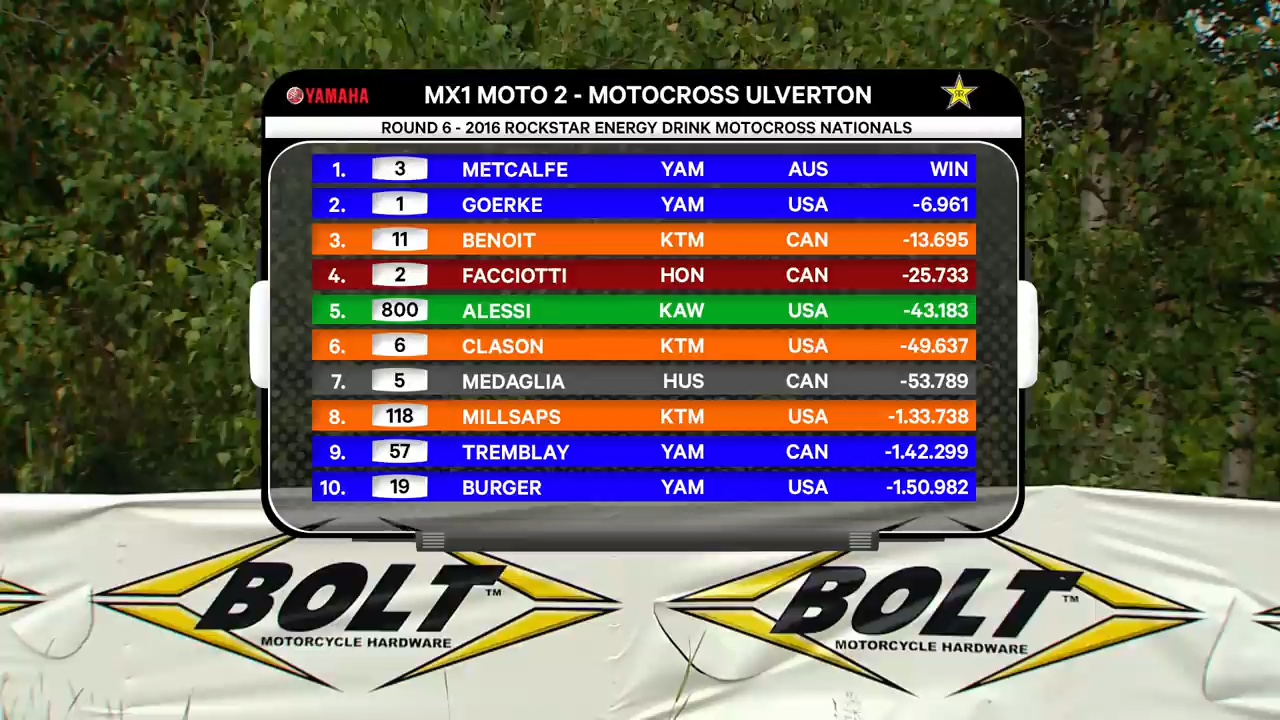 YAMAHA MX1 MOTO 2 - MOTOCROSS ULVERTON
ROUND 6 - 2016 ROCKSTAR ENERGY DRINK MOTOCROSS NATIONALS
1. 3 METCALFE YAM AUS WIN
2. 1 GOERKE YAM USA -6.961
3. 11 BENOIT KTM CAN -13.695
4. 2 FACCIOTTI HON CAN -25.733
5. 800 ALESSI KAW USA -43.183
6. 6 CLASON KTM USA -49.637
7. 5 MEDAGLIA HUS CAN -53.789
8. 118 MILLSAPS KTM USA -1.33.738
9. 57 TREMBLAY YAM CAN -1.42.299
10. 19 BURGER YAM USA -1.50.982
BOLT™ BOLT™
MOTORCYCLE HARDWARE MOTORCYCLE HARDWARE